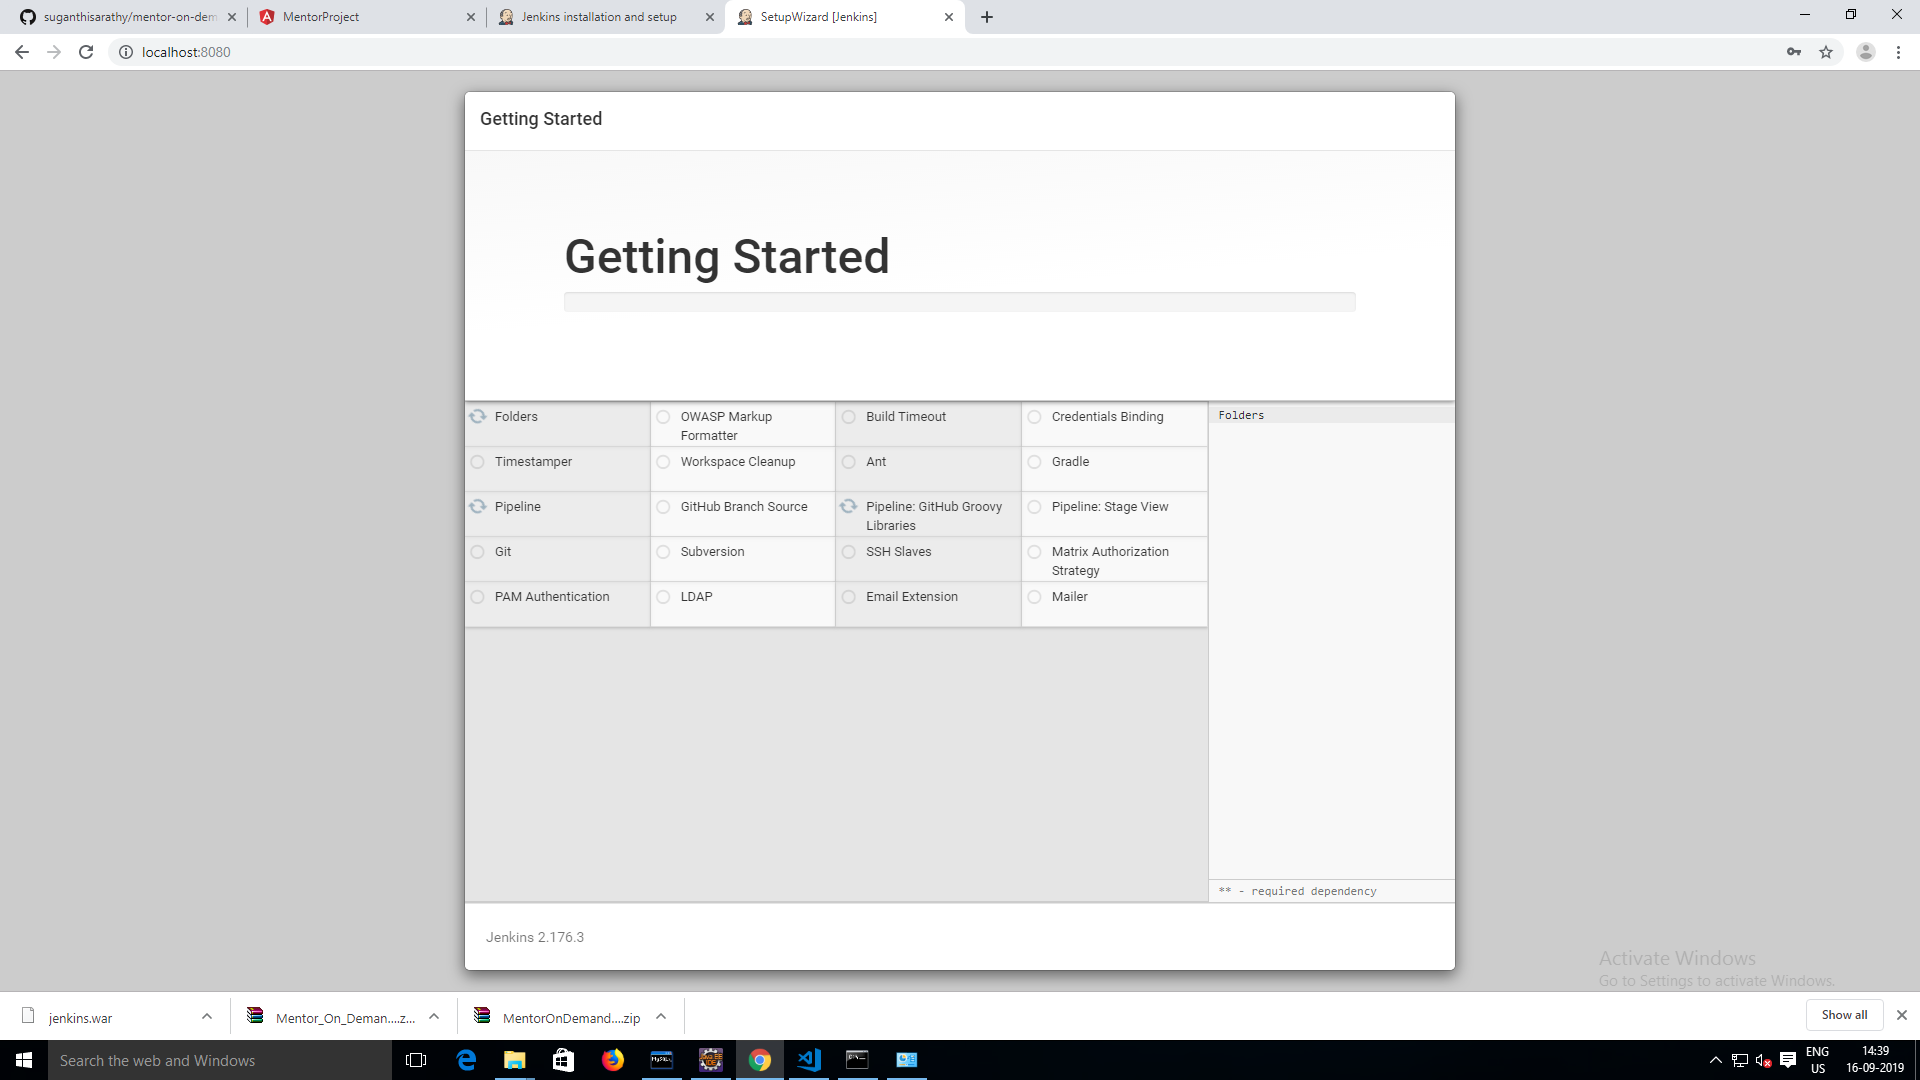 suganthisarathy/mentor-on-dem
MentorProject
Jenkins installation and setup
SetupWizard [Jenkins]
localhost:8080
Getting Started
Getting Started
Folders
OWASP Markup Formatter
Build Timeout
Credentials Binding
Folders
Timestamper
Workspace Cleanup
Ant
Gradle
Pipeline
GitHub Branch Source
Pipeline: GitHub Groovy Libraries
Pipeline: Stage View
Git
Subversion
SSH Slaves
Matrix Authorization Strategy
PAM Authentication
LDAP
Email Extension
Mailer
** - required dependency
Jenkins 2.176.3
Activate Windows
Go to Settings to activate Windows.
jenkins.war
Mentor_On_Deman....z...
MentorOnDemand....zip
Show all
Search the web and Windows
ENG
US
14:39
16-09-2019